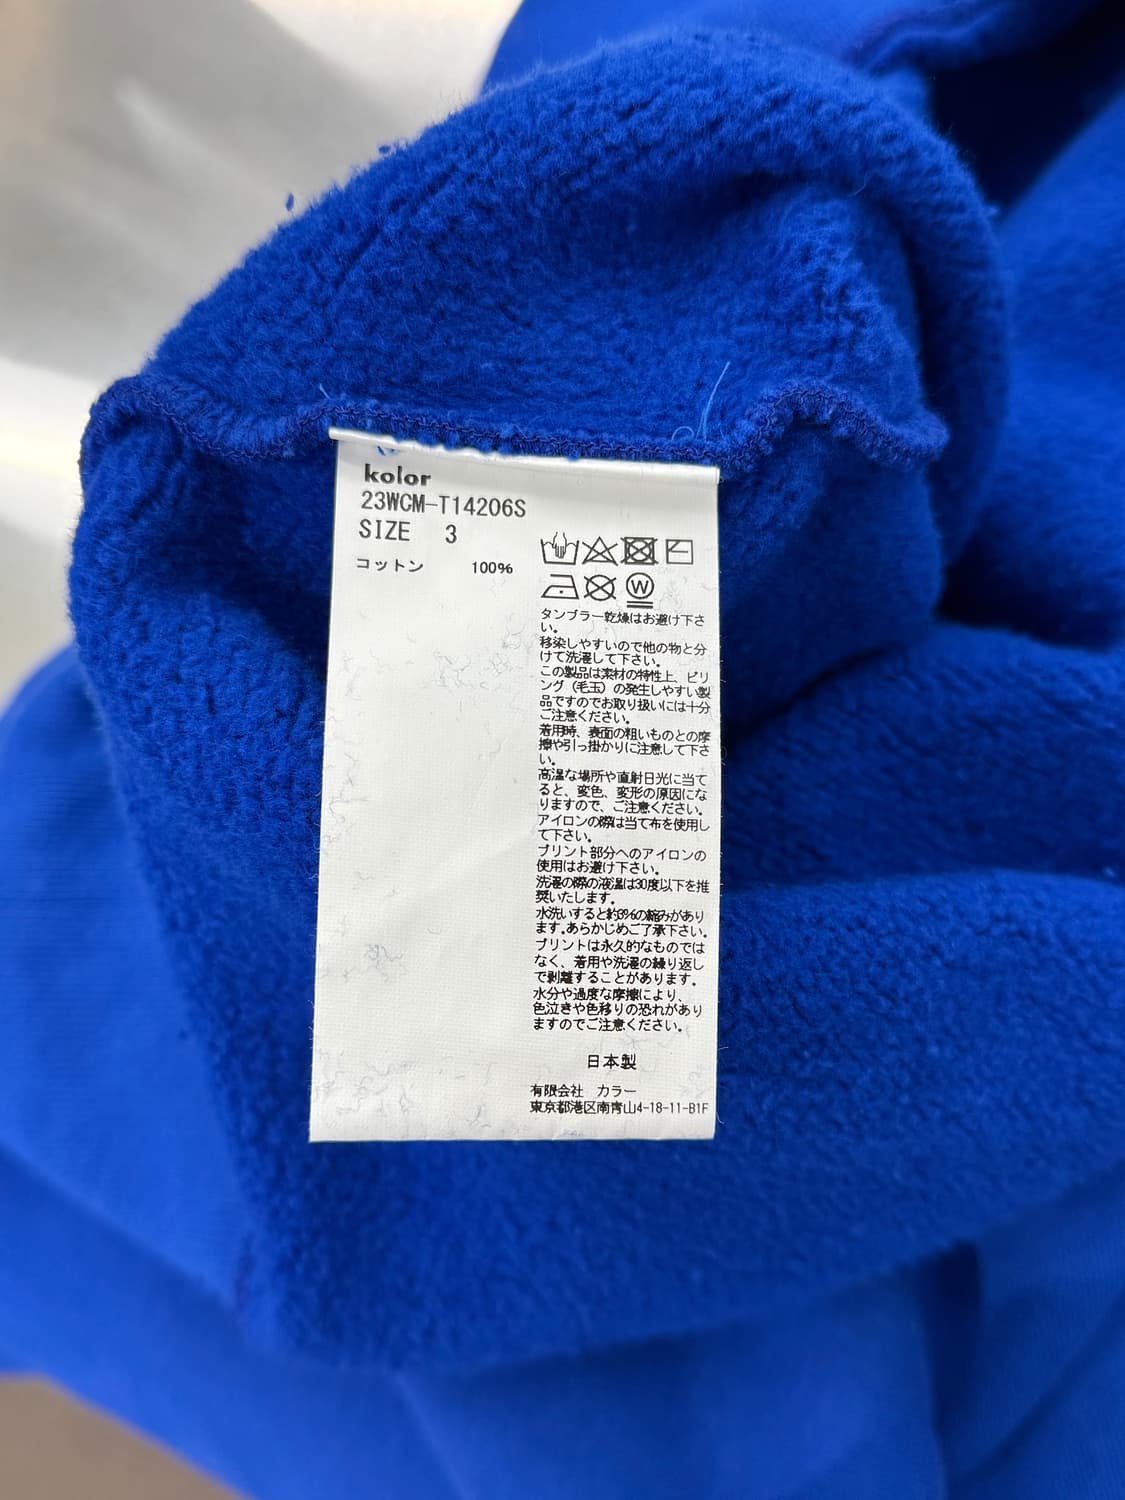 kolor
23WCM-T14206S
SIZE 3
コットン 100%
W
タンブラー乾燥はお避け下さ
い。
移染しやすいので他の物と分
けて洗濯して下さい。
この製品は素材の特性上、ピリ
ング（毛玉）の発生しやすい製
品ですのでお取り扱いには十分
ご注意ください。
着用時、表面の粗いものとの摩
擦や引っ掛かりに注意して下さ
い。
高温な場所や直射日光に当て
ると、変色、変形の原因にな
りますので、ご注意ください。
アイロンの際は当て布を使用し
て下さい。
プリント部分へのアイロンの
使用はお避け下さい。
洗濯の際の液温は30度以下を推
奨いたします。
水洗いすると約3%の縮みがあり
ます。あらかじめご了承下さい。
プリントは永久的なものでは
なく、着用や洗濯の繰り返し
で剥離することがあります。
水分や過度な摩擦により、
色泣きや色移りの恐れがあり
ますのでご注意ください。
日本製
有限会社 カラー
東京都港区南青山4-18-11-B1F